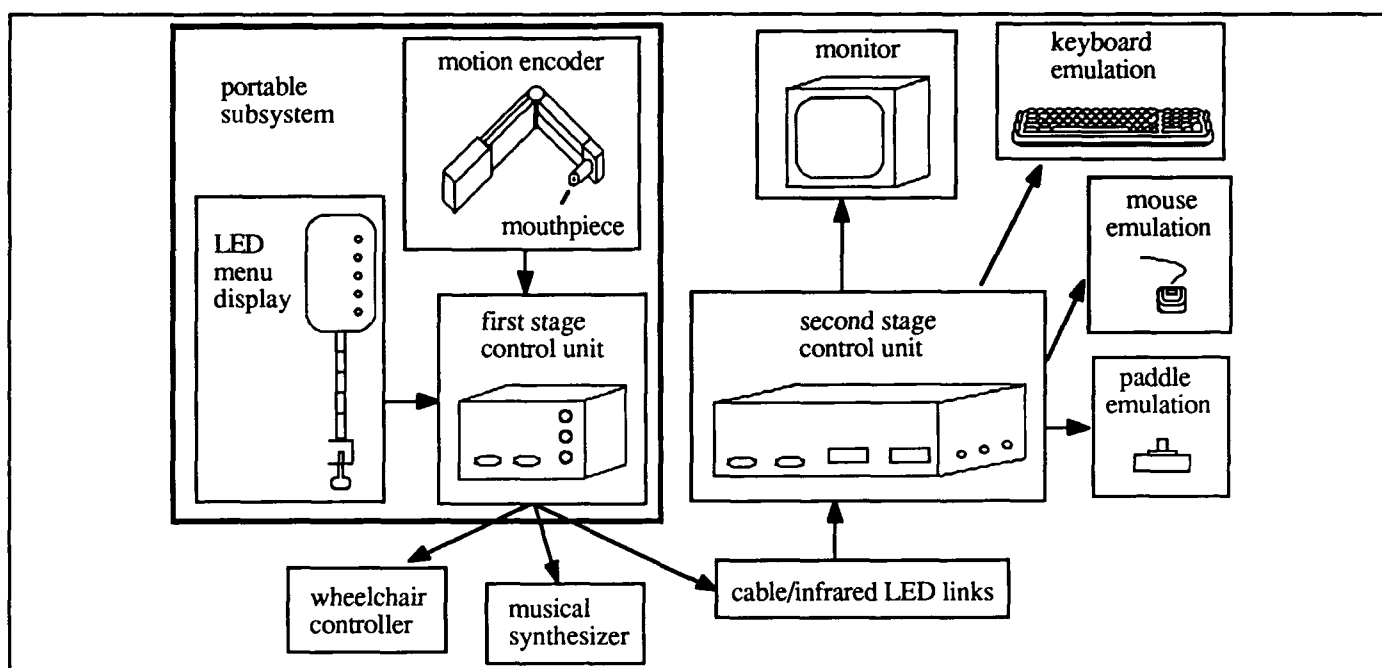 portable
subsystem
motion encoder
mouthpiece
LED
menu
display
first stage
control unit
monitor
keyboard
emulation
mouse
emulation
second stage
control unit
paddle
emulation
wheelchair
controller
musical
synthesizer
cable/infrared LED links